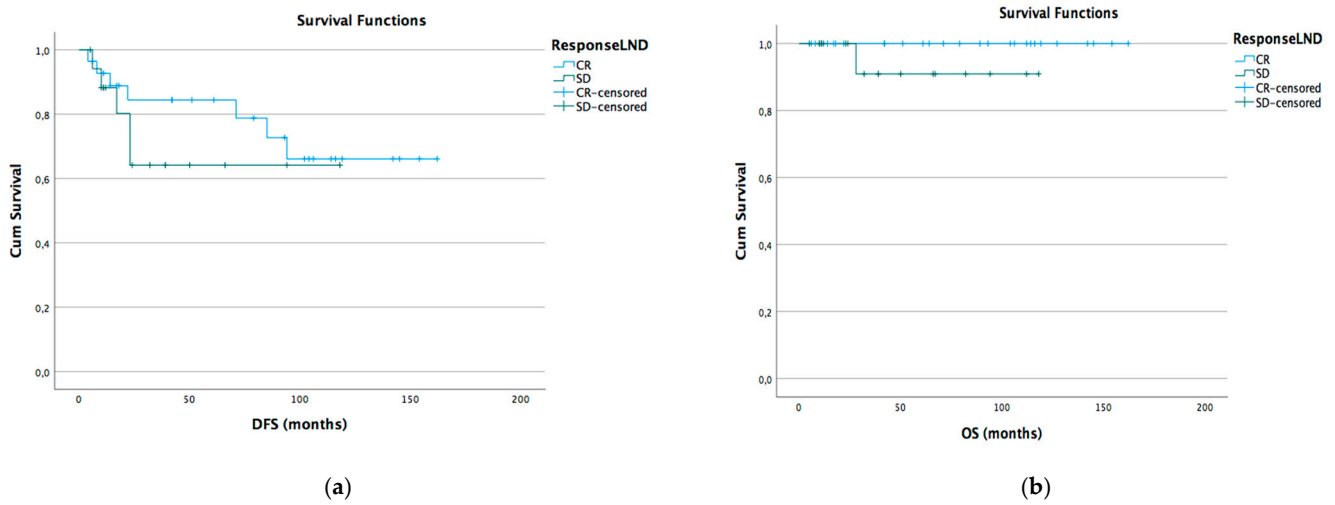 Survival Functions
ResponseLND
CR
SD
CR-censored
SD-censored
Cum Survival
1,0
0,8
0,6
0,4
0,2
0,0
0
50
100
150
200
DFS (months)
(a)
Survival Functions
ResponseLND
CR
SD
CR-censored
SD-censored
Cum Survival
1,0
0,8
0,6
0,4
0,2
0,0
0
50
100
150
200
OS (months)
(b)